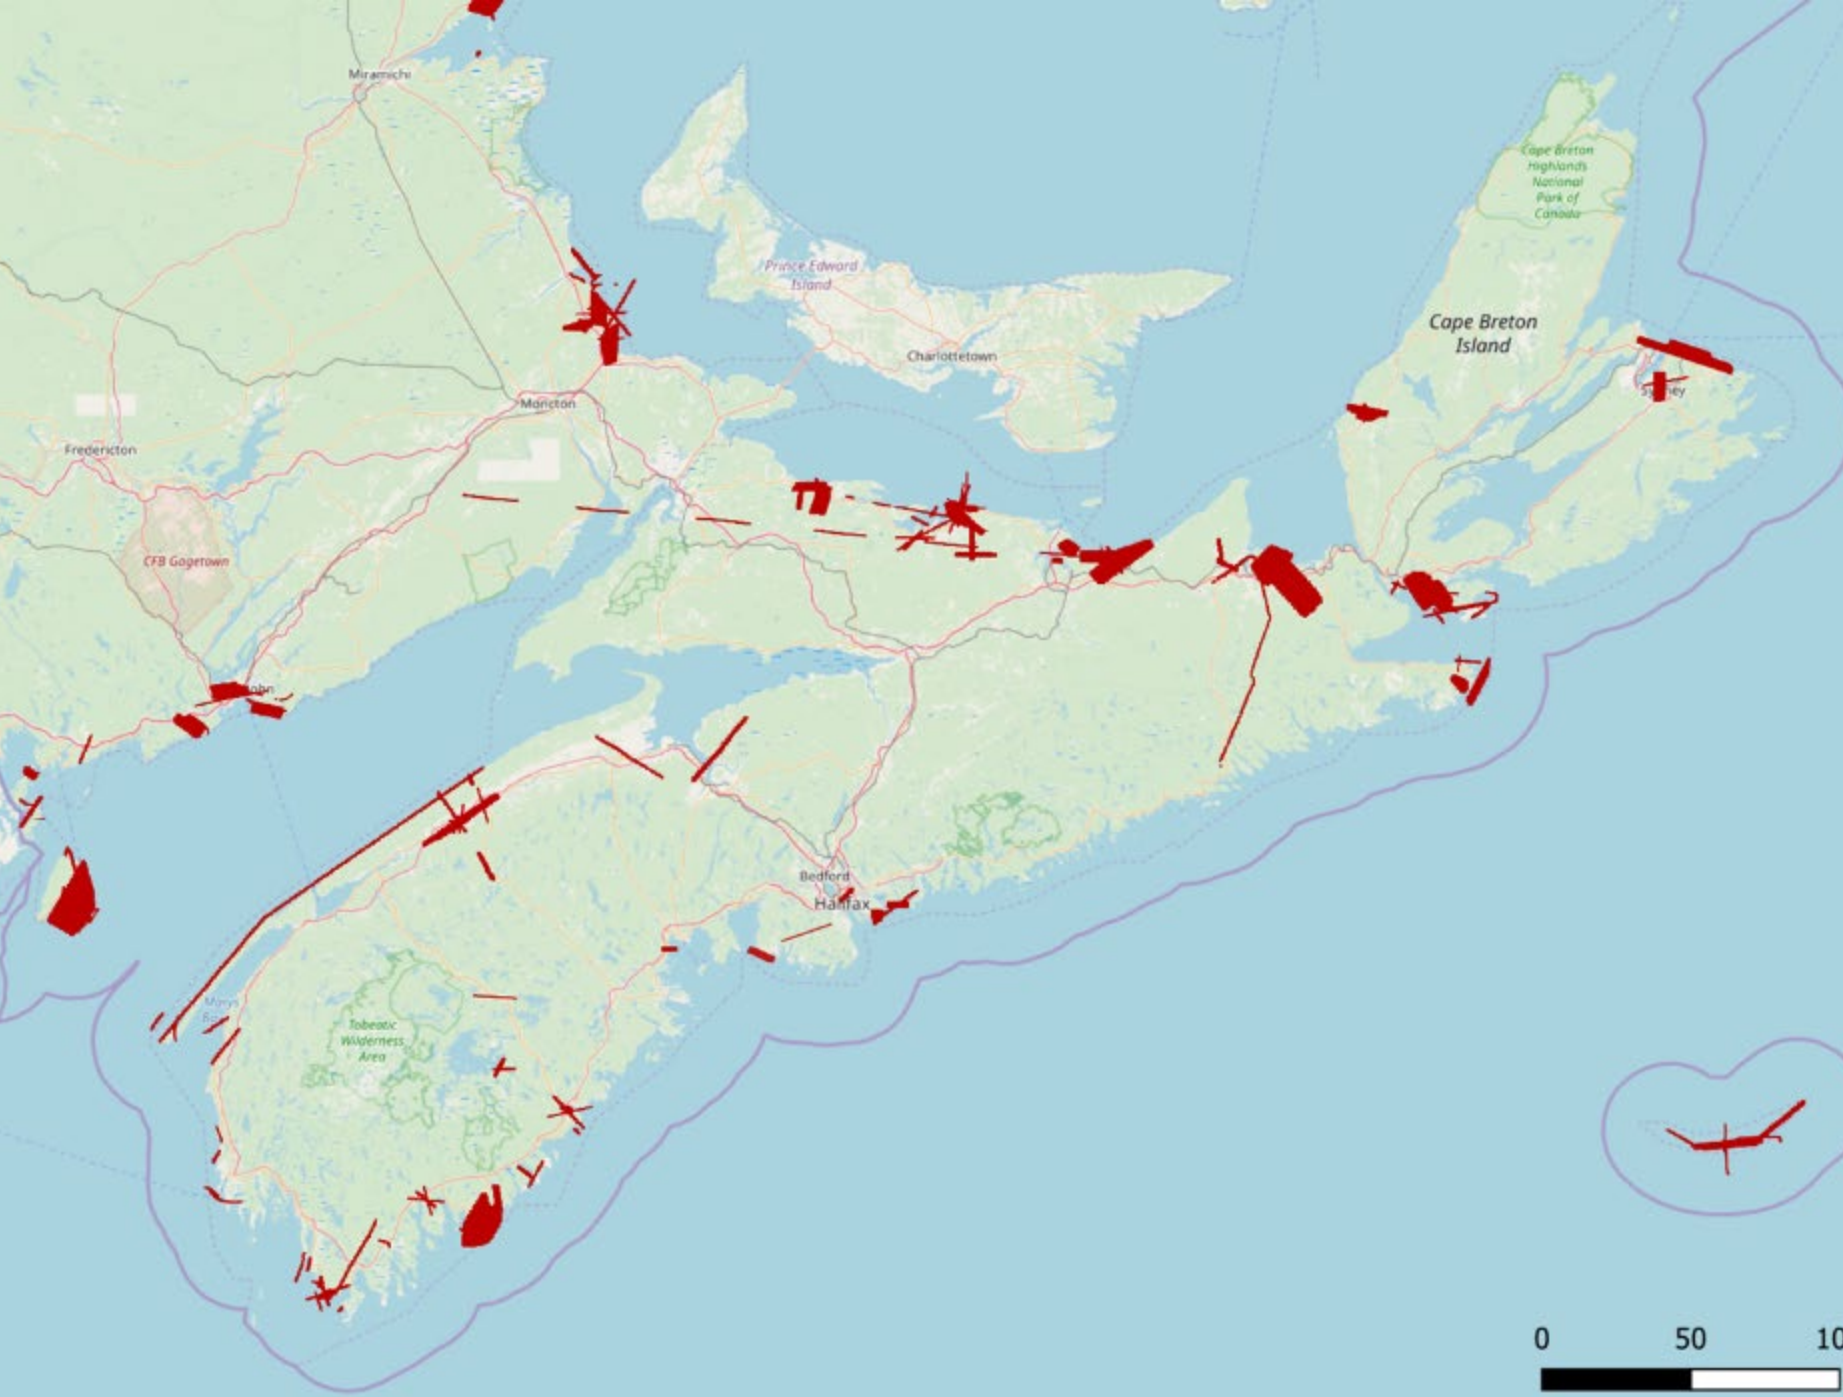 Miramichi
Cape Breton
Highlands
National
Park of
Canada
Prince Edward
Island
Cape Breton
Island
Charlottetown
Moncton
Fredericton
CFB Gagetown
Bedford
Halifax
Tobeatic
Wilderness
Area
0 50 10